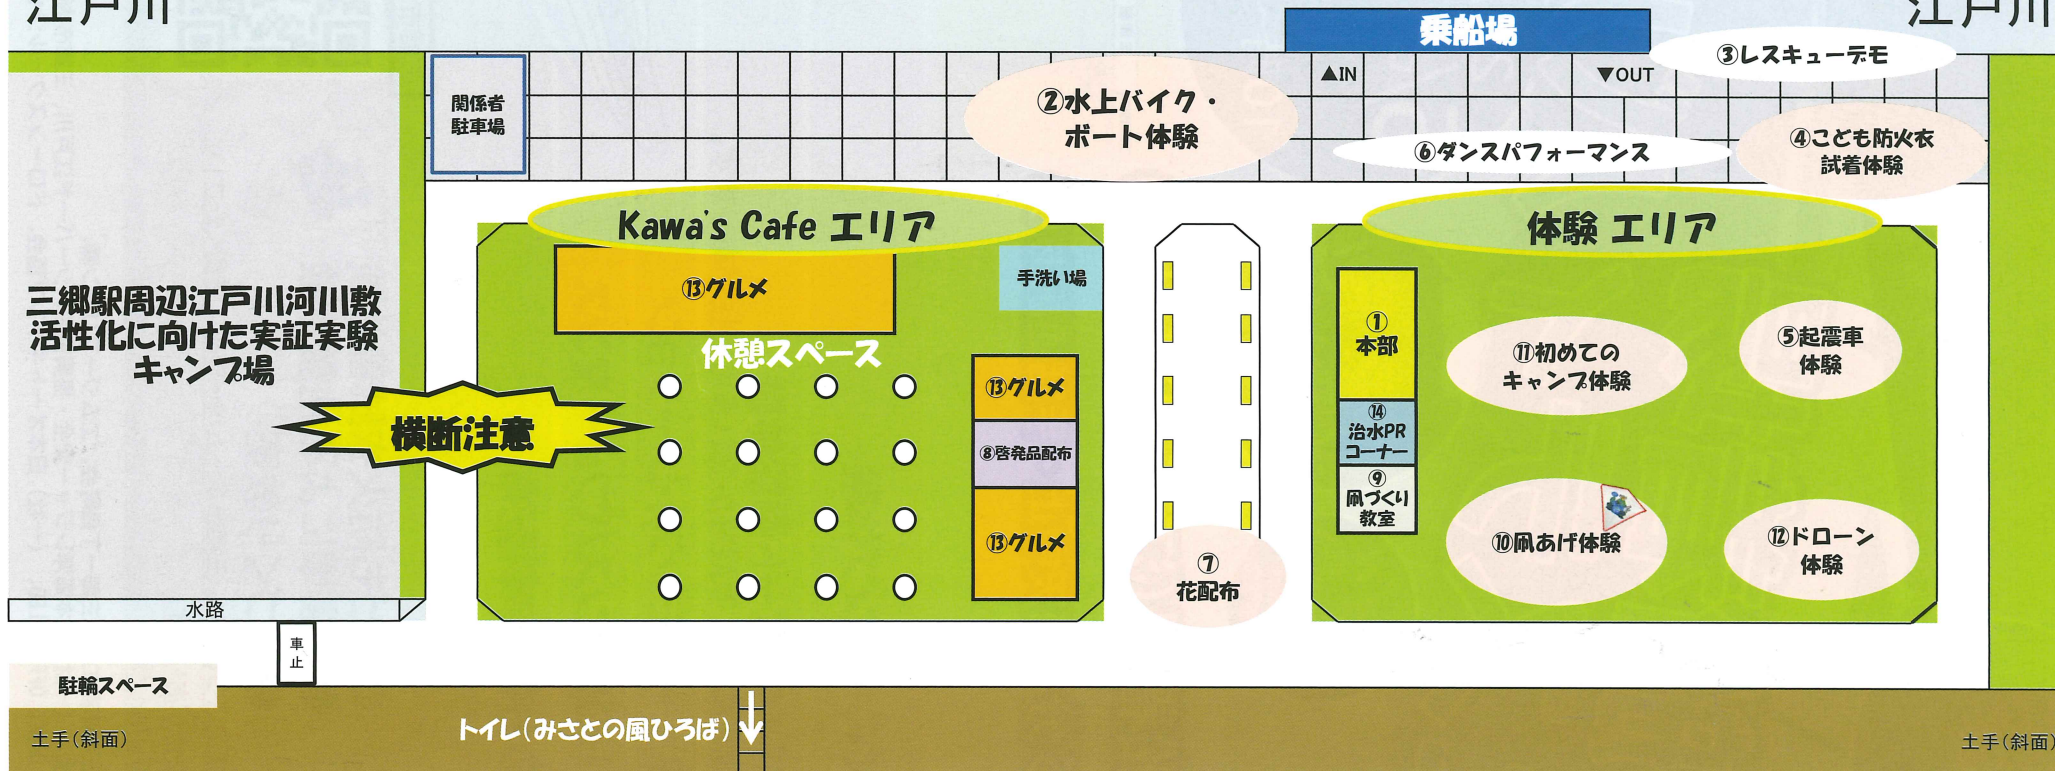 江戸川
江戸川
乗船場
③レスキューデモ
▲IN
▼OUT
関係者
駐車場
②水上バイク・
ボート体験
⑥ダンスパフォーマンス
④こども防火衣
試着体験
Kawa's Cafe エリア
体験 エリア
⑬グルメ
手洗い場
三郷駅周辺江戸川河川敷
活性化に向けた実証実験
キャンプ場
休憩スペース
①
本部
⑪初めての
キャンプ体験
⑤起震車
体験
⑬グルメ
横断注意
⑭
治水PR
コーナー
⑧啓発品配布
⑨
凧づくり
教室
⑬グルメ
⑩凧あげ体験
⑫ドローン
体験
⑦
花配布
水路
車
止
駐輪スペース
トイレ(みさとの風ひろば)
土手(斜面)
土手(斜面)